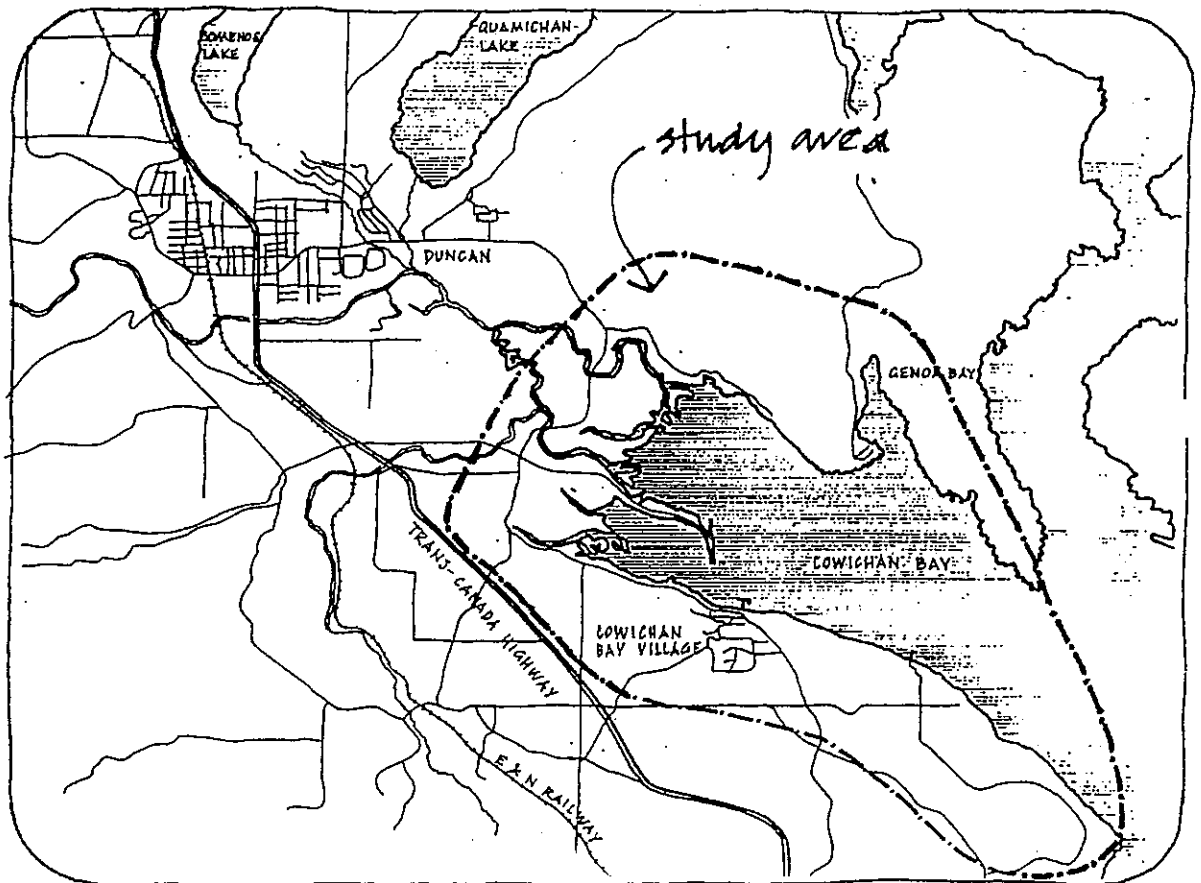 SOMENOS
LAKE
QUAMICHAN
LAKE
study area
DUNCAN
GENOA BAY
COWICHAN BAY
TRANS-CANADA HIGHWAY
COWICHAN
BAY VILLAGE
E & N RAILWAY